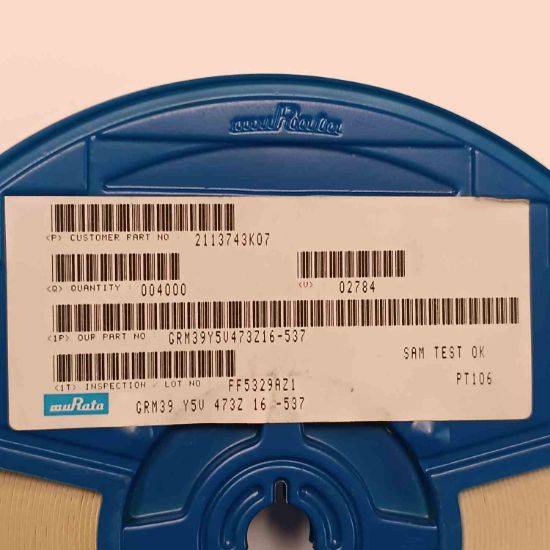 muRata
(P) CUSTOMER PART NO 2113743K07
(Q) QUANTITY 004000 (V) 02784
(1P) OUR PART NO GRM39Y5V473Z16-537
SAM TEST OK
(1T) INSPECTION / LOT NO FF5329AZ1 PT106
muRata GRM39 Y5V 473Z 16 -537